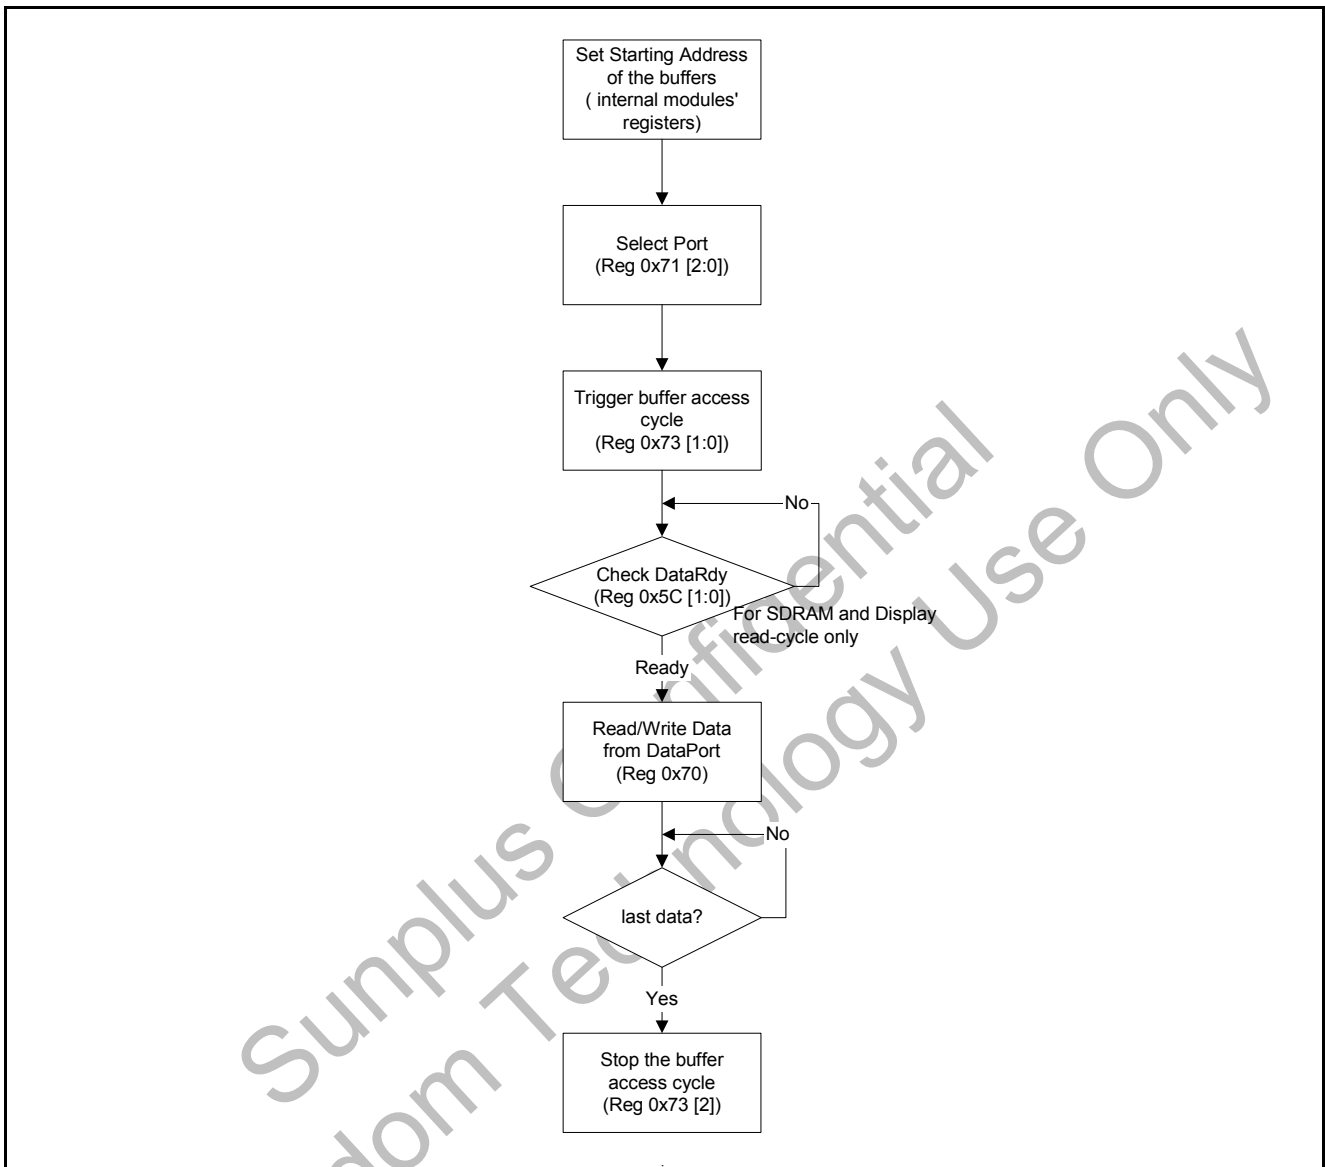 Set Starting Address
of the buffers
( internal modules'
registers)
Select Port
(Reg 0x71 [2:0])
Trigger buffer access
cycle
(Reg 0x73 [1:0])
No
Check DataRdy
(Reg 0x5C [1:0])
For SDRAM and Display
read-cycle only
Ready
Read/Write Data
from DataPort
(Reg 0x70)
No
last data?
Yes
Stop the buffer
access cycle
(Reg 0x73 [2])
Sunplus Confidential
dom Technology Use Only